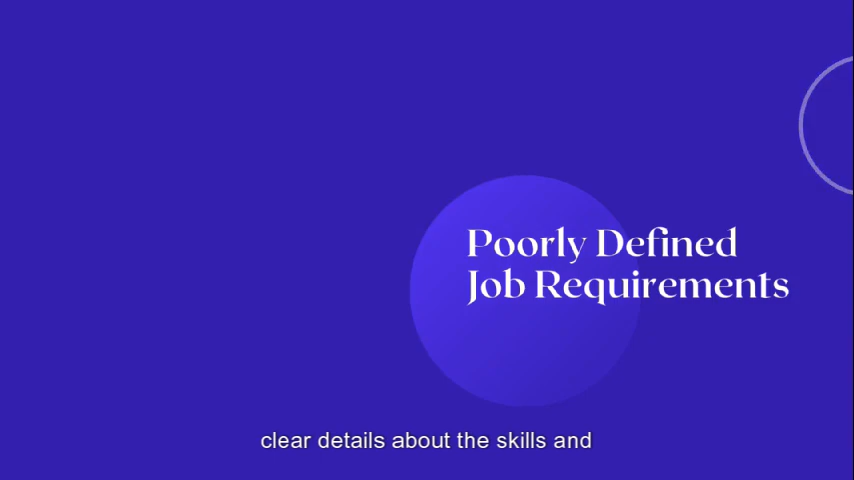 Poorly Defined
Job Requirements
clear details about the skills and